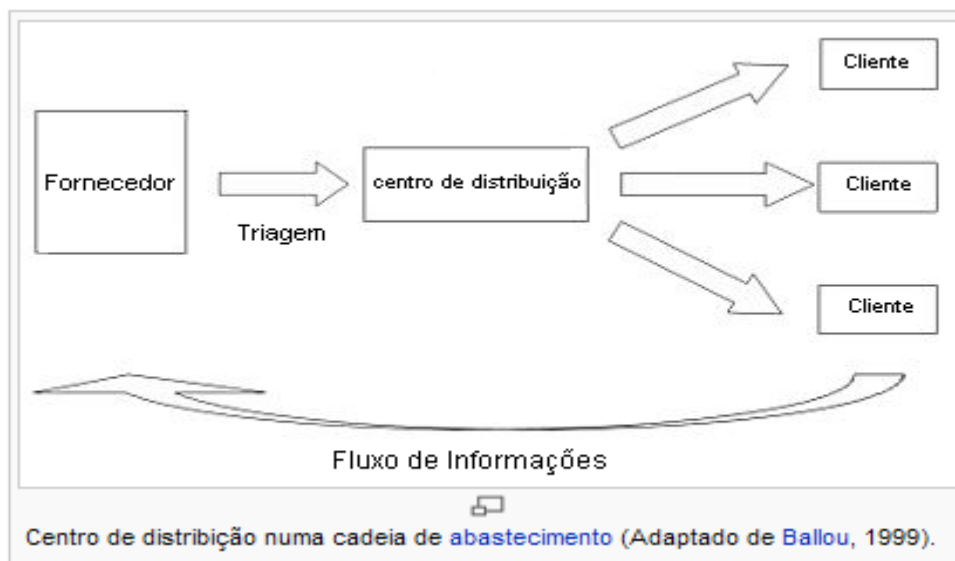 Cliente
Fornecedor
centro de distribuição
Cliente
Triagem
Cliente
Fluxo de Informações
Centro de distribição numa cadeia de abastecimento (Adaptado de Ballou, 1999).